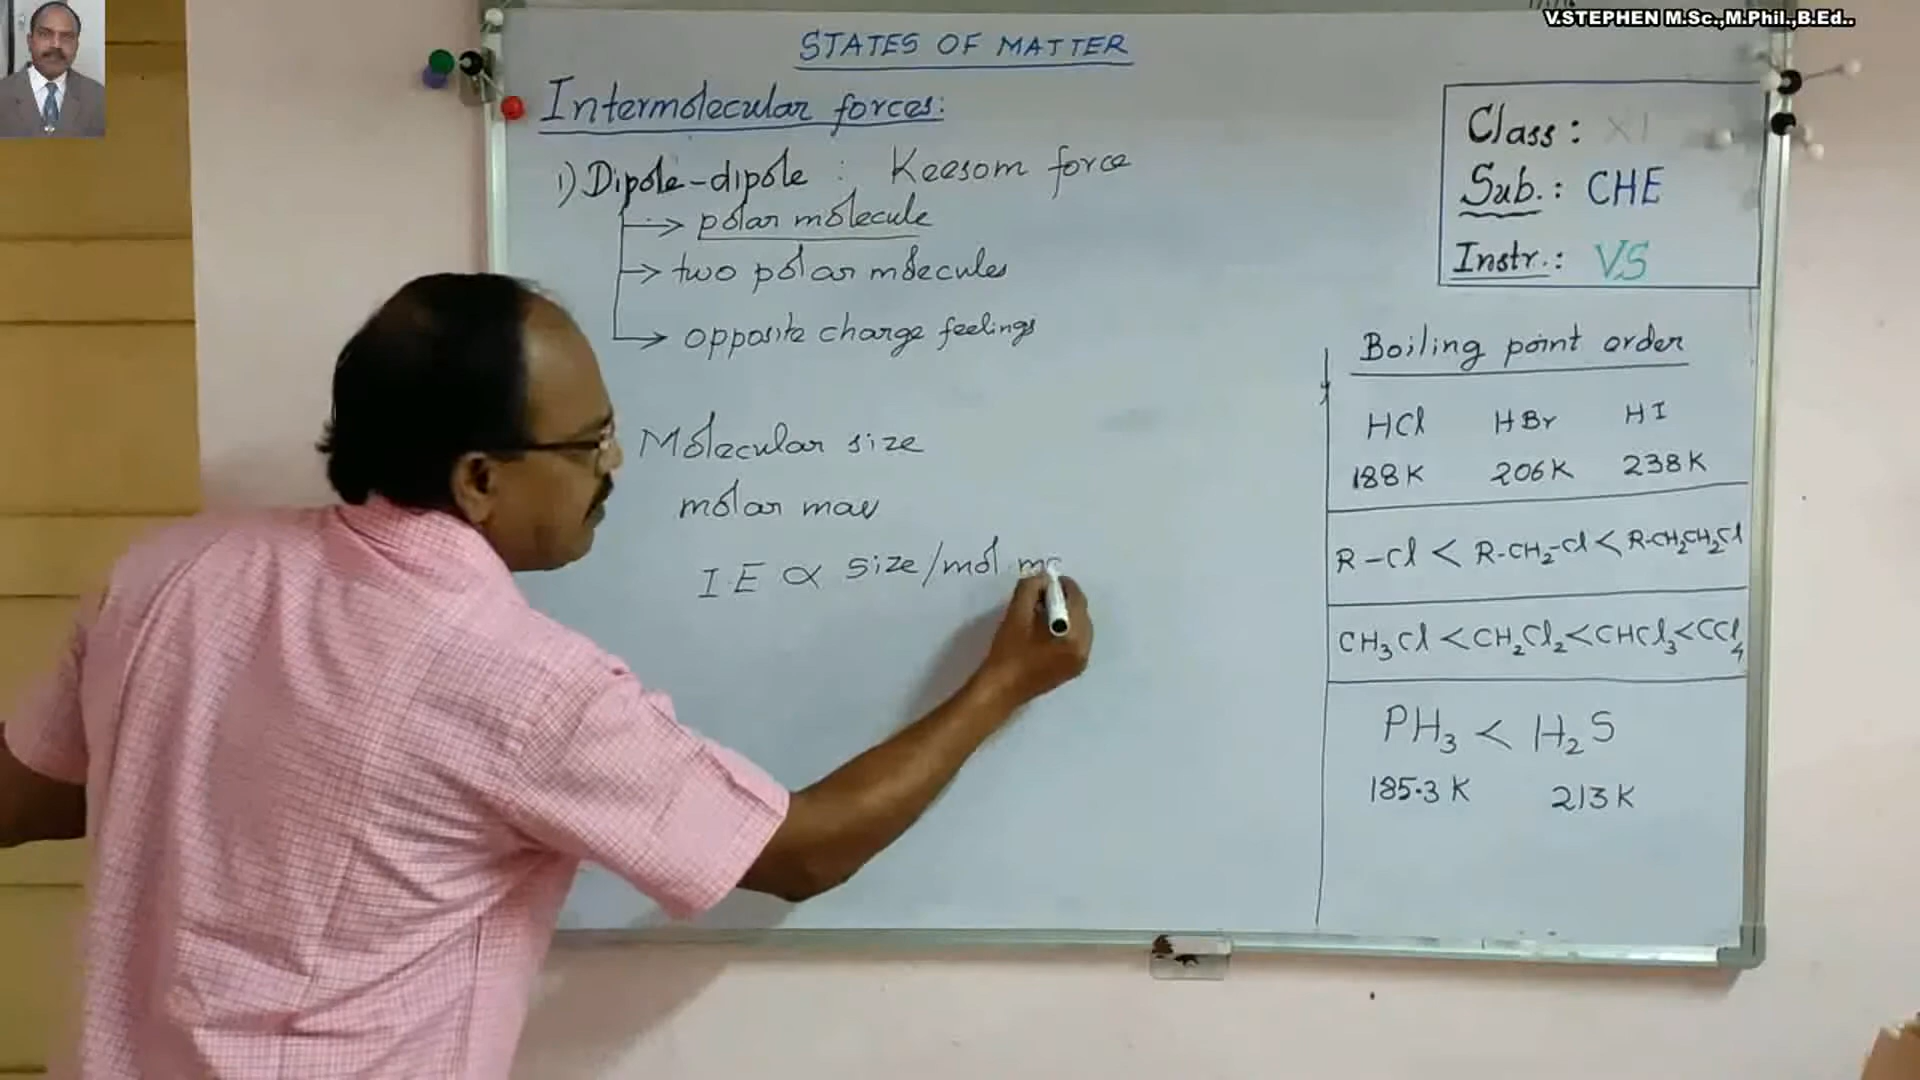 V.STEPHEN M.Sc.,M.Phil.,B.Ed..
STATES OF MATTER
Intermolecular forces:
1) Dipole-dipole : Keesom force
→ polar molecule
→ two polar molecules
→ opposite charge feelings
Molecular size
molar mass
I.E ∝ size/mol. ma
Class : XI
Sub. : CHE
Instr. : VS
Boiling point order
HCl HBr HI
188K 206K 238K
R-Cl < R-CH₂-Cl < R-CH₂CH₂Cl
CH₃Cl < CH₂Cl₂ < CHCl₃ < CCl₄
PH₃ < H₂S
185.3 K 213 K